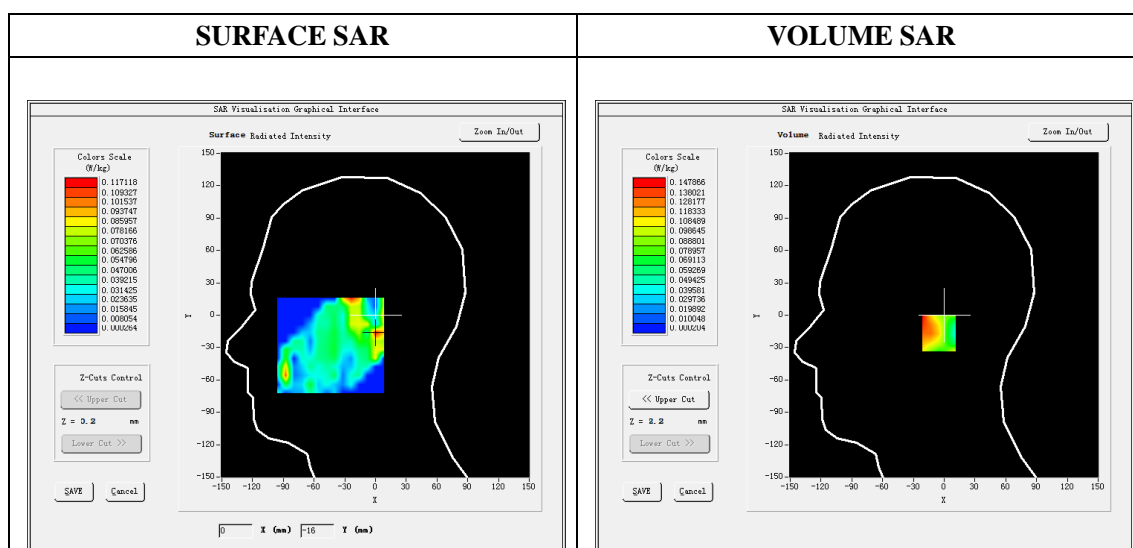 SURFACE SAR
VOLUME SAR
SAR Visualisation Graphical Interface
Surface Radiated Intensity
Zoom In/Out
Colors Scale
(W/kg)
0.117118
0.109327
0.101537
0.093747
0.085957
0.078166
0.070376
0.062586
0.054796
0.047006
0.039215
0.031425
0.023635
0.015845
0.008054
0.000264
Z-Cuts Control
<< Upper Cut
Z = 0.2 mm
Lower Cut >>
SAVE Cancel
150
120
90
60
30
0
-30
-60
-90
-120
-150
Y
-150 -120 -90 -60 -30 0 30 60 90 120 150
X
0 X (mm) -16 Y (mm)
SAR Visualisation Graphical Interface
Volume Radiated Intensity
Zoom In/Out
Colors Scale
(W/kg)
0.147866
0.138021
0.128177
0.118333
0.108489
0.098645
0.088801
0.078957
0.069113
0.059269
0.049425
0.039581
0.029736
0.019892
0.010048
0.000204
Z-Cuts Control
<< Upper Cut
Z = 2.2 mm
Lower Cut >>
SAVE Cancel
150
120
90
60
30
0
-30
-60
-90
-120
-150
Y
-150 -120 -90 -60 -30 0 30 60 90 120 150
X